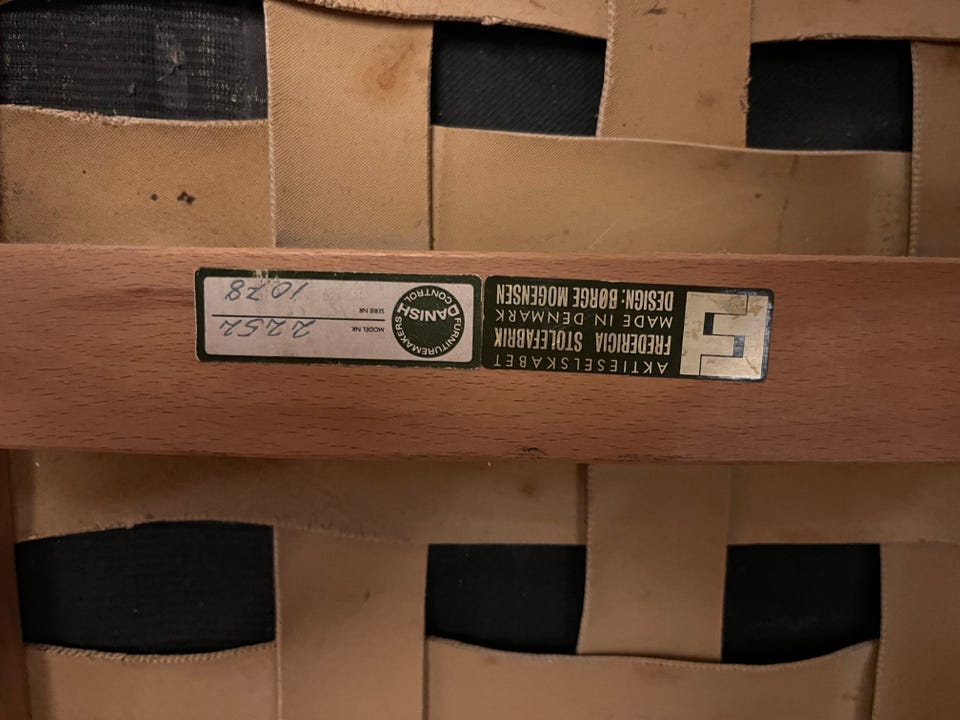 AKTIESELSKABET
FREDERICIA STOLEFABRIK
MADE IN DENMARK
DESIGN: BØRGE MOGENSEN
FURNITUREMAKERS
DANISH
CONTROL
MODEL NR 2252
SERIE NR 1078